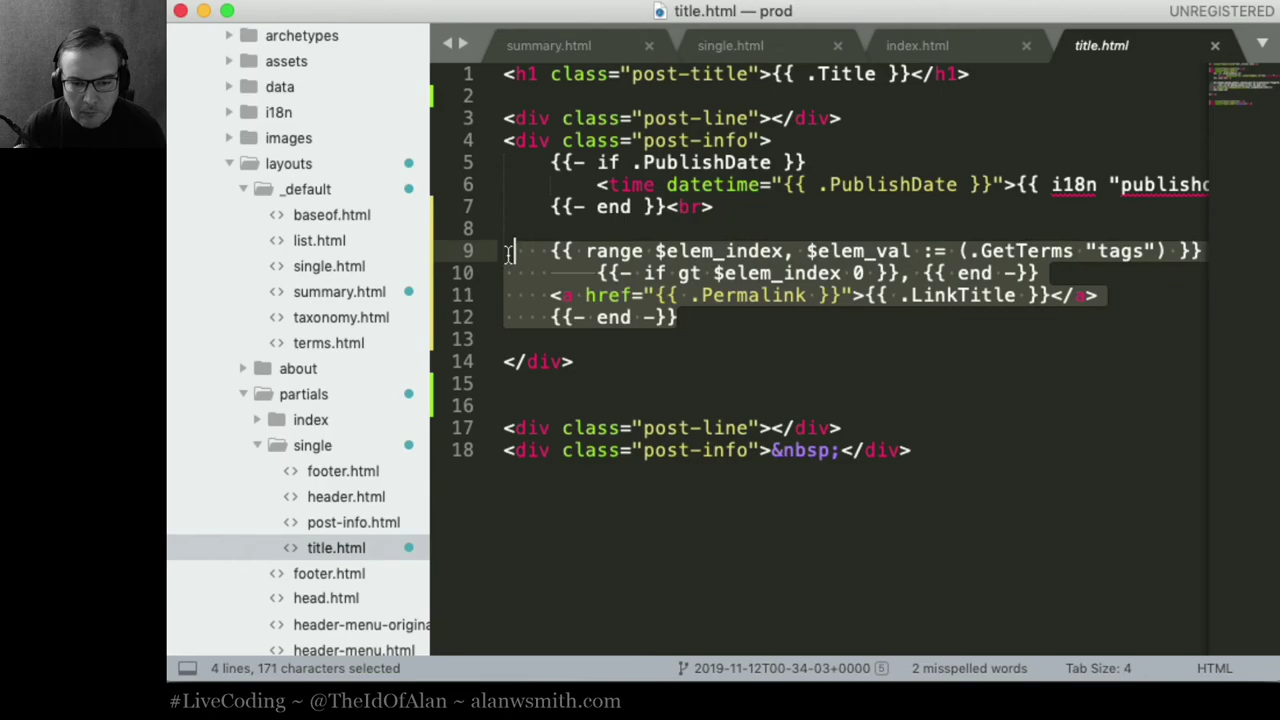 title.html — prod
UNREGISTERED
archetypes
assets
data
i18n
images
layouts
_default
baseof.html
list.html
single.html
summary.html
taxonomy.html
terms.html
about
partials
index
single
footer.html
header.html
post-info.html
title.html
footer.html
head.html
header-menu-origina
header-menu.html
summary.html
single.html
index.html
title.html
1 <h1 class="post-title">{{ .Title }}</h1>
2
3 <div class="post-line"></div>
4 <div class="post-info">
5 {{- if .PublishDate }}
6 <time datetime="{{ .PublishDate }}">{{ i18n "publish
7 {{- end }}<br>
8
9 {{ range $elem_index, $elem_val := (.GetTerms "tags") }}
10 {{- if gt $elem_index 0 }}, {{ end -}}
11 <a href="{{ .Permalink }}">{{ .LinkTitle }}</a>
12 {{- end -}}
13
14 </div>
15
16
17 <div class="post-line"></div>
18 <div class="post-info">&nbsp;</div>
4 lines, 171 characters selected
2019-11-12T00-34-03+0000 5
2 misspelled words
Tab Size: 4
HTML
#LiveCoding ~ @TheIdOfAlan ~ alanwsmith.com